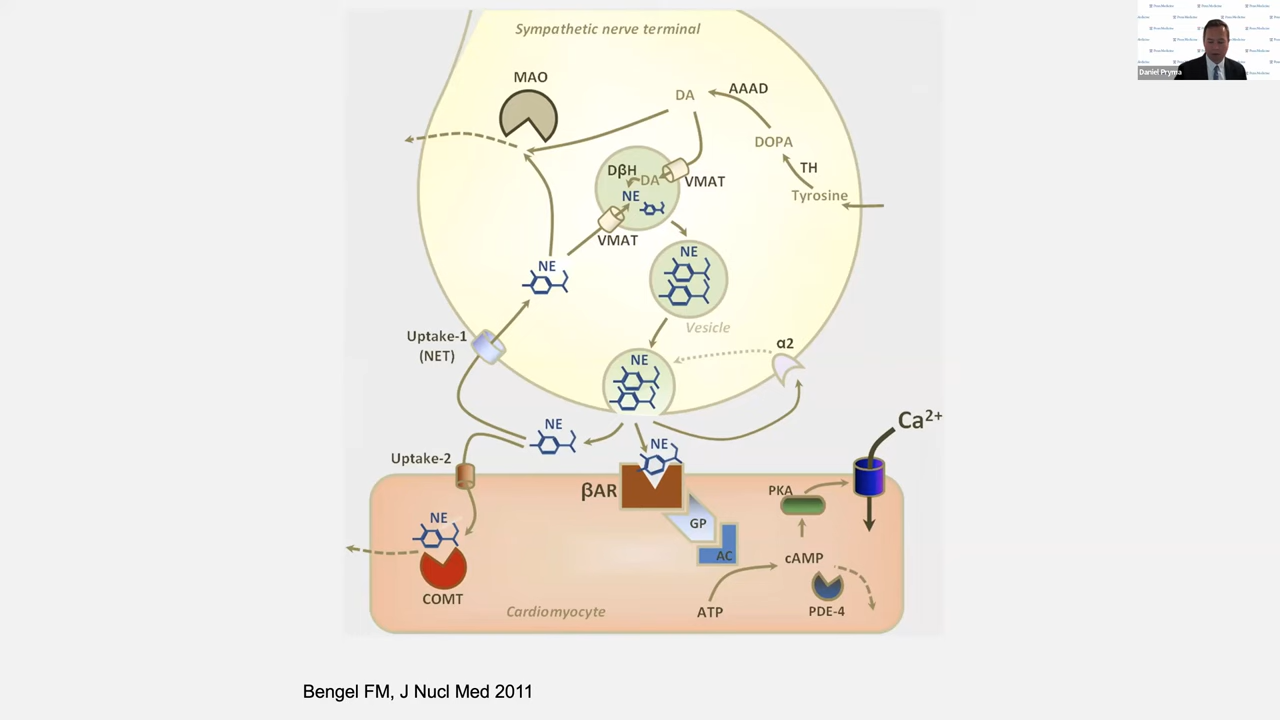 Sympathetic nerve terminal
MAO
DA
AAAD
DOPA
TH
Tyrosine
DβH
DA
NE
VMAT
VMAT
NE
NE
Vesicle
Uptake-1
(NET)
NE
α2
NE
NE
Ca2+
Uptake-2
βAR
PKA
GP
NE
AC
cAMP
COMT
Cardiomyocyte
ATP
PDE-4
Bengel FM, J Nucl Med 2011
Daniel Pryma